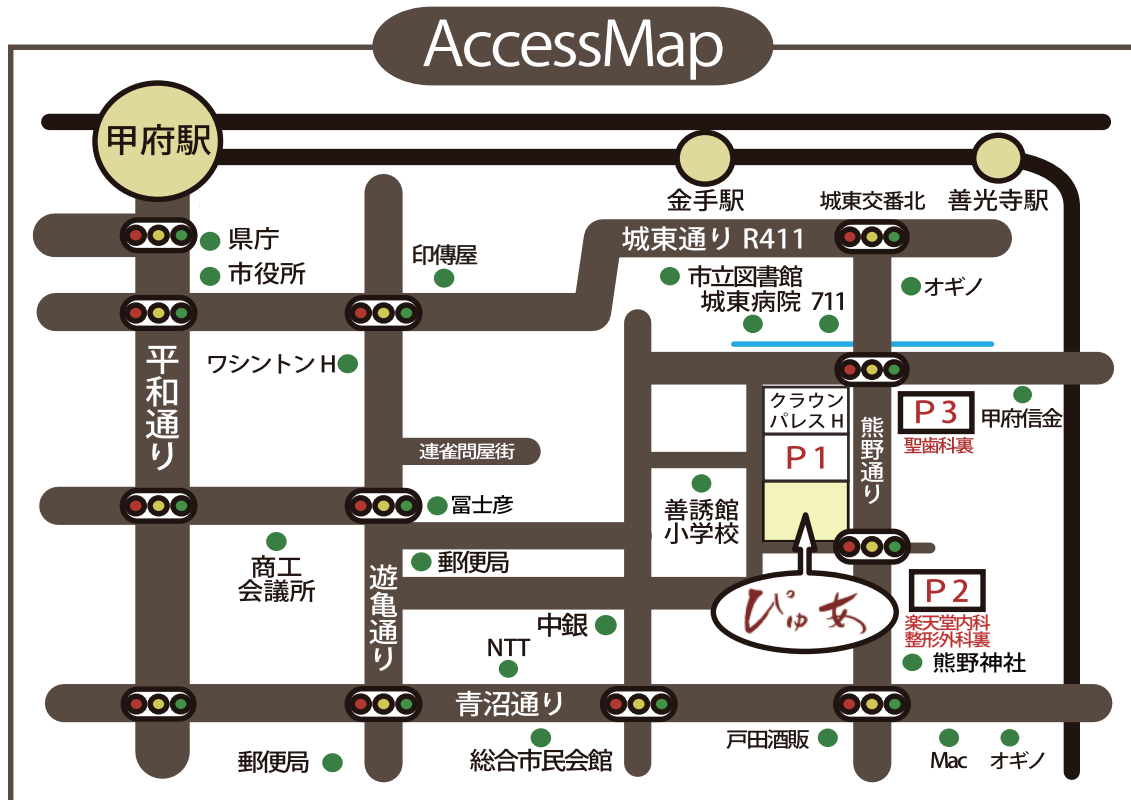 AccessMap
甲府駅
金手駅
城東交番北
善光寺駅
県庁
市役所
印傳屋
城東通り R411
市立図書館
城東病院
711
オギノ
ワシントン H
平和通り
クラウン
パレス H
P 1
熊野通り
P 3
聖歯科裏
甲府信金
連雀問屋街
冨士彦
善誘館
小学校
商工
会議所
郵便局
遊亀通り
ぴゅあ
P 2
楽天堂内科
整形外科裏
中銀
NTT
熊野神社
青沼通り
郵便局
総合市民会館
戸田酒販
Mac
オギノ